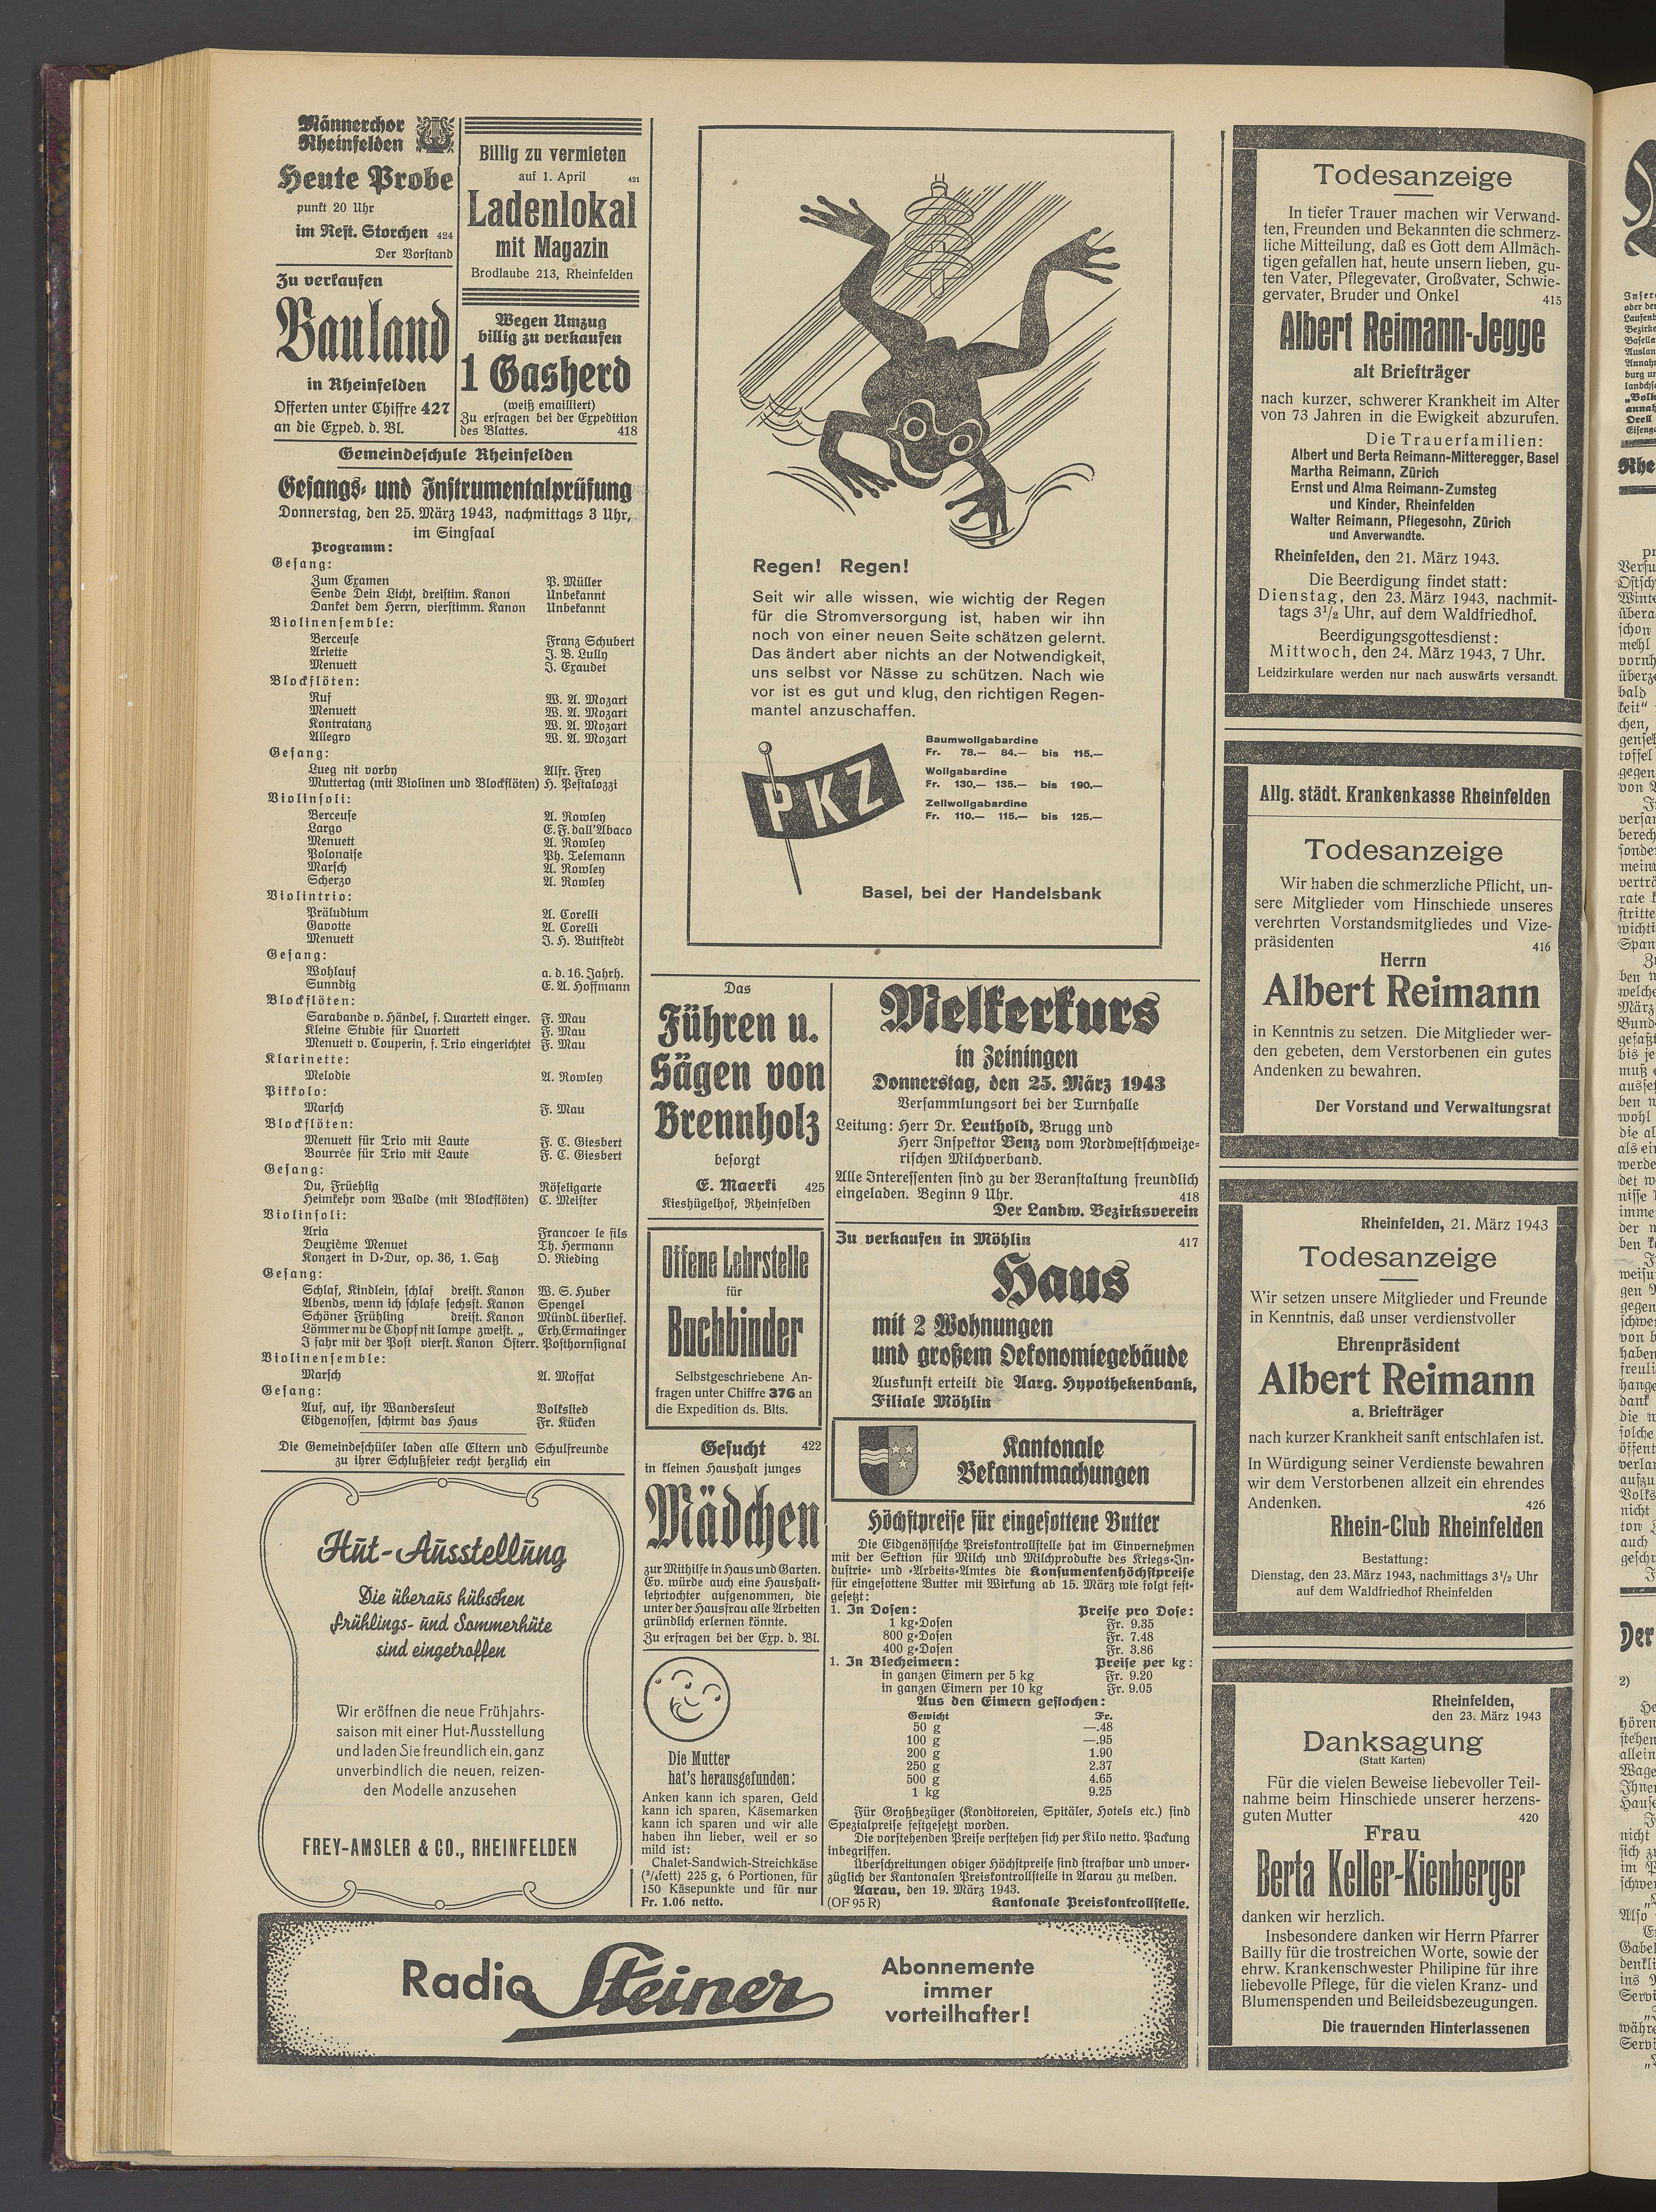 Männerchor
Rheinfelden
Heute Probe
punkt 20 Uhr
im Rest. Storchen 424
Der Vorstand
Zu verkaufen
Bauland
in Rheinfelden
Offerten unter Chiffre 427
an die Exped. d. Bl.
Billig zu vermieten
auf 1. April 421
Ladenlokal
mit Magazin
Brodlaube 213, Rheinfelden
Wegen Umzug
billig zu verkaufen
1 Gasherd
(weiß emailliert)
Zu erfragen bei der Expedition
des Blattes. 418
Gemeindeschule Rheinfelden
Gesangs- und Instrumentalprüfung
Donnerstag, den 25. März 1943, nachmittags 3 Uhr,
im Singsaal
Programm:
Gesang:
Zum Examen P. Müller
Sende Dein Licht, dreistim. Kanon Unbekannt
Danket dem Herrn, vierstimm. Kanon Unbekannt
Violinensemble:
Berceuse Franz Schubert
Ariette J. B. Lully
Menuett J. Exaudet
Blockflöten:
Ruf W. A. Mozart
Menuett W. A. Mozart
Kontratanz W. A. Mozart
Allegro W. A. Mozart
Gesang:
Lueg nit vorby Alfr. Frey
Muttertag (mit Violinen und Blockflöten) H. Pestalozzi
Violinsoli:
Berceuse A. Rowley
Largo E. F. dall'Abaco
Menuett A. Rowley
Polonaise Ph. Telemann
Marsch A. Rowley
Scherzo A. Rowley
Violintrio:
Präludium A. Corelli
Gavotte A. Corelli
Menuett J. H. Buttstedt
Gesang:
Wohlauf a. d. 16. Jahrh.
Sunndig E. A. Hoffmann
Blockflöten:
Sarabande v. Händel, f. Quartett einger. F. Mau
Kleine Studie für Quartett F. Mau
Menuett v. Couperin, f. Trio eingerichtet F. Mau
Klarinette:
Melodie A. Rowley
Pikkolo:
Marsch F. Mau
Blockflöten:
Menuett für Trio mit Laute F. C. Giesbert
Bourrée für Trio mit Laute F. C. Giesbert
Gesang:
Du, Früehlig Röseligarte
Heimkehr vom Walde (mit Blockflöten) C. Meister
Violinsoli:
Aria Francoer le fils
Deuxième Menuet Th. Hermann
Konzert in D-Dur, op. 36, 1. Satz O. Rieding
Gesang:
Schlaf, Kindlein, schlaf dreist. Kanon W. S. Huber
Abends, wenn ich schlafe sechsst. Kanon Spengel
Schöner Frühling dreist. Kanon Mündl. überlief.
Lömmer nu de Chopf nit lampe zweist. „ Erh. Ermatinger
J fahr mit der Post vierst. Kanon Österr. Posthornsignal
Violinensemble:
Marsch A. Moffat
Gesang:
Auf, auf, ihr Wandersleut Volkslied
Eidgenossen, schirmt das Haus Fr. Kücken
Die Gemeindeschüler laden alle Eltern und Schulfreunde
zu ihrer Schlußfeier recht herzlich ein
Hut-Ausstellung
Die überaus hübschen
Frühlings- und Sommerhüte
sind eingetroffen
Wir eröffnen die neue Frühjahrs-
saison mit einer Hut-Ausstellung
und laden Sie freundlich ein, ganz
unverbindlich die neuen, reizen-
den Modelle anzusehen
FREY-AMSLER & CO., RHEINFELDEN
Regen! Regen!
Seit wir alle wissen, wie wichtig der Regen
für die Stromversorgung ist, haben wir ihn
noch von einer neuen Seite schätzen gelernt.
Das ändert aber nichts an der Notwendigkeit,
uns selbst vor Nässe zu schützen. Nach wie
vor ist es gut und klug, den richtigen Regen-
mantel anzuschaffen.
PKZ
Baumwollgabardine
Fr. 78.— 84.— bis 115.—
Wollgabardine
Fr. 130.— 135.— bis 190.—
Zellwollgabardine
Fr. 110.— 115.— bis 125.—
Basel, bei der Handelsbank
Das
Führen u.
Sägen von
Brennholz
besorgt
E. Maerki 425
Kieshügelhof, Rheinfelden
Offene Lehrstelle
für
Buchbinder
Selbstgeschriebene An-
fragen unter Chiffre 376 an
die Expedition ds. Blts.
Gesucht 422
in kleinen Haushalt junges
Mädchen
zur Mithilfe in Haus und Garten.
Ev. würde auch eine Haushalt-
lehrtochter aufgenommen, die
unter der Hausfrau alle Arbeiten
gründlich erlernen könnte.
Zu erfragen bei der Exp. d. Bl.
Die Mutter
hat's herausgefunden:
Anken kann ich sparen, Geld
kann ich sparen, Käsemarken
kann ich sparen und wir alle
haben ihn lieber, weil er so
mild ist:
Chalet-Sandwich-Streichkäse
(³/₄fett) 225 g, 6 Portionen, für
150 Käsepunkte und für nur
Fr. 1.06 netto.
Melkerkurs
in Zeiningen
Donnerstag, den 25. März 1943
Versammlungsort bei der Turnhalle
Leitung: Herr Dr. Leuthold, Brugg und
Herr Inspektor Benz vom Nordwestschweize-
rischen Milchverband.
Alle Interessenten sind zu der Veranstaltung freundlich
eingeladen. Beginn 9 Uhr. 418
Der Landw. Bezirksverein
Zu verkaufen in Möhlin 417
Haus
mit 2 Wohnungen
und großem Oekonomiegebäude
Auskunft erteilt die Aarg. Hypothekenbank,
Filiale Möhlin
Kantonale
Bekanntmachungen
Höchstpreise für eingesottene Butter
Die Eidgenössische Preiskontrollstelle hat im Einvernehmen
mit der Sektion für Milch und Milchprodukte des Kriegs-In-
dustrie- und -Arbeits-Amtes die Konsumentenhöchstpreise
für eingesottene Butter mit Wirkung ab 15. März wie folgt fest-
gesetzt:
1. In Dosen: Preise pro Dose:
1 kg-Dosen Fr. 9.35
800 g-Dosen Fr. 7.48
400 g-Dosen Fr. 3.86
1. In Blecheimern: Preise per kg:
in ganzen Eimern per 5 kg Fr. 9.20
in ganzen Eimern per 10 kg Fr. 9.05
Aus den Eimern gestochen:
Gewicht Fr.
50 g —.48
100 g —.95
200 g 1.90
250 g 2.37
500 g 4.65
1 kg 9.25
Für Großbezüger (Konditoreien, Spitäler, Hotels etc.) sind
Spezialpreise festgesetzt worden.
Die vorstehenden Preise verstehen sich per Kilo netto. Packung
inbegriffen.
Überschreitungen obiger Höchstpreise sind strafbar und unver-
züglich der Kantonalen Preiskontrollstelle in Aarau zu melden.
Aarau, den 19. März 1943.
(OF 95 R) Kantonale Preiskontrollstelle.
Radio Steiner
Abonnemente
immer
vorteilhafter!
Todesanzeige
In tiefer Trauer machen wir Verwand-
ten, Freunden und Bekannten die schmerz-
liche Mitteilung, daß es Gott dem Allmäch-
tigen gefallen hat, heute unsern lieben, gu-
ten Vater, Pflegevater, Großvater, Schwie-
gervater, Bruder und Onkel 415
Albert Reimann-Jegge
alt Briefträger
nach kurzer, schwerer Krankheit im Alter
von 73 Jahren in die Ewigkeit abzurufen.
Die Trauerfamilien:
Albert und Berta Reimann-Mitteregger, Basel
Martha Reimann, Zürich
Ernst und Alma Reimann-Zumsteg
und Kinder, Rheinfelden
Walter Reimann, Pflegesohn, Zürich
und Anverwandte.
Rheinfelden, den 21. März 1943.
Die Beerdigung findet statt:
Dienstag, den 23. März 1943, nachmit-
tags 3½ Uhr, auf dem Waldfriedhof.
Beerdigungsgottesdienst:
Mittwoch, den 24. März 1943, 7 Uhr.
Leidzirkulare werden nur nach auswärts versandt.
Allg. städt. Krankenkasse Rheinfelden
Todesanzeige
Wir haben die schmerzliche Pflicht, un-
sere Mitglieder vom Hinschiede unseres
verehrten Vorstandsmitgliedes und Vize-
präsidenten 416
Herrn
Albert Reimann
in Kenntnis zu setzen. Die Mitglieder wer-
den gebeten, dem Verstorbenen ein gutes
Andenken zu bewahren.
Der Vorstand und Verwaltungsrat
Rheinfelden, 21. März 1943
Todesanzeige
Wir setzen unsere Mitglieder und Freunde
in Kenntnis, daß unser verdienstvoller
Ehrenpräsident
Albert Reimann
a. Briefträger
nach kurzer Krankheit sanft entschlafen ist.
In Würdigung seiner Verdienste bewahren
wir dem Verstorbenen allzeit ein ehrendes
Andenken. 426
Rhein-Club Rheinfelden
Bestattung:
Dienstag, den 23. März 1943, nachmittags 3½ Uhr
auf dem Waldfriedhof Rheinfelden
Rheinfelden,
den 23. März 1943
Danksagung
(Statt Karten)
Für die vielen Beweise liebevoller Teil-
nahme beim Hinschiede unserer herzens-
guten Mutter 420
Frau
Berta Keller-Kienberger
danken wir herzlich.
Insbesondere danken wir Herrn Pfarrer
Bailly für die trostreichen Worte, sowie der
ehrw. Krankenschwester Philipine für ihre
liebevolle Pflege, für die vielen Kranz- und
Blumenspenden und Beileidsbezeugungen.
Die trauernden Hinterlassenen